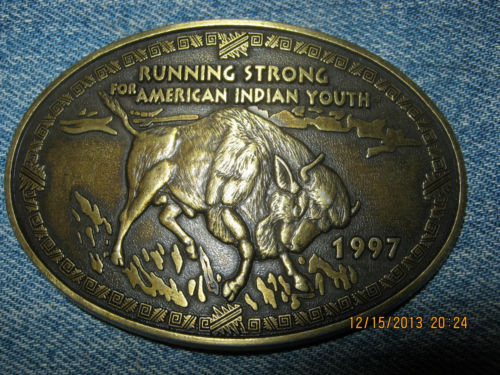 RUNNING STRONG
FOR AMERICAN INDIAN YOUTH
1997
12/15/2013 20:24